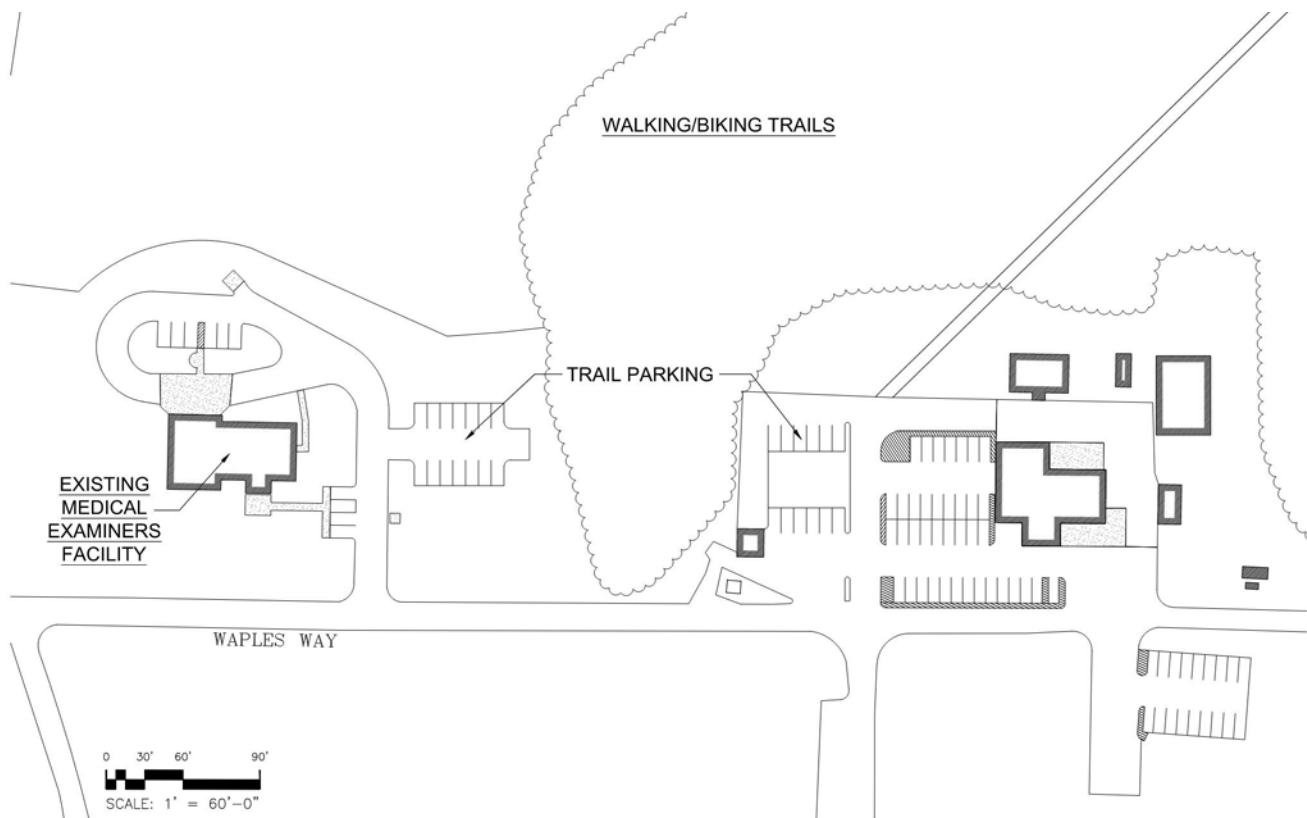 WALKING/BIKING TRAILS
TRAIL PARKING
EXISTING
MEDICAL
EXAMINERS
FACILITY
WAPLES WAY
0 30' 60' 90'
SCALE: 1' = 60'-0"